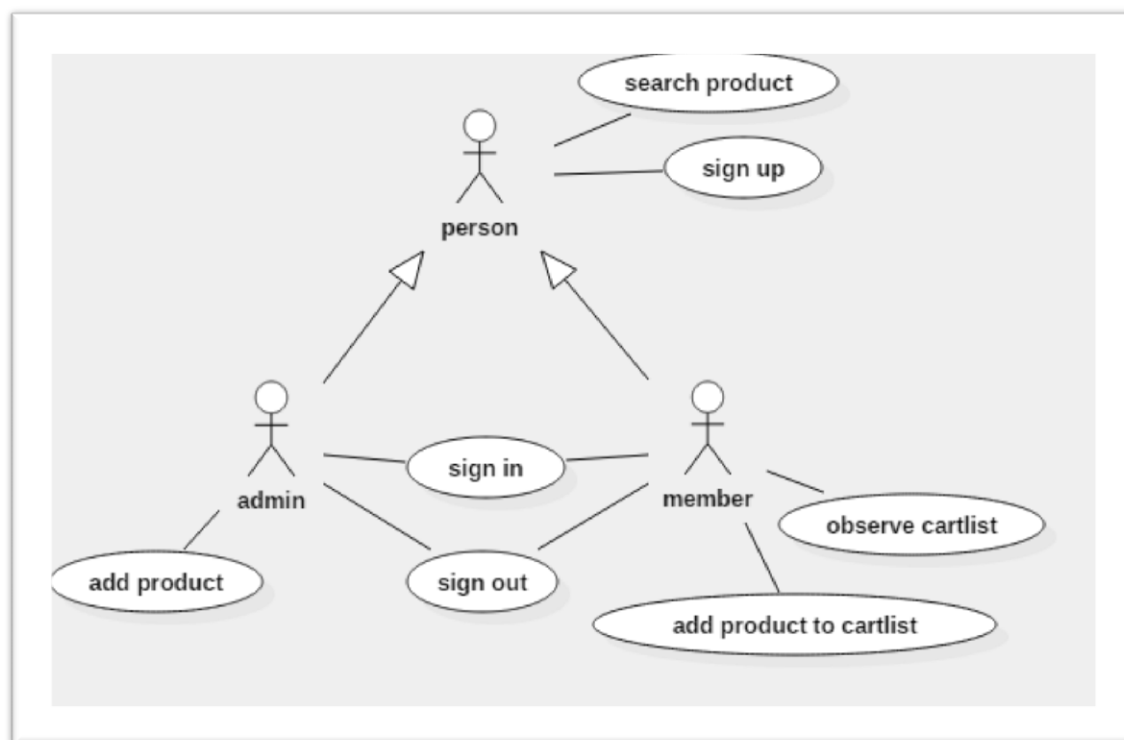 search product
sign up
person
sign in
admin
member
observe cartlist
add product
sign out
add product to cartlist